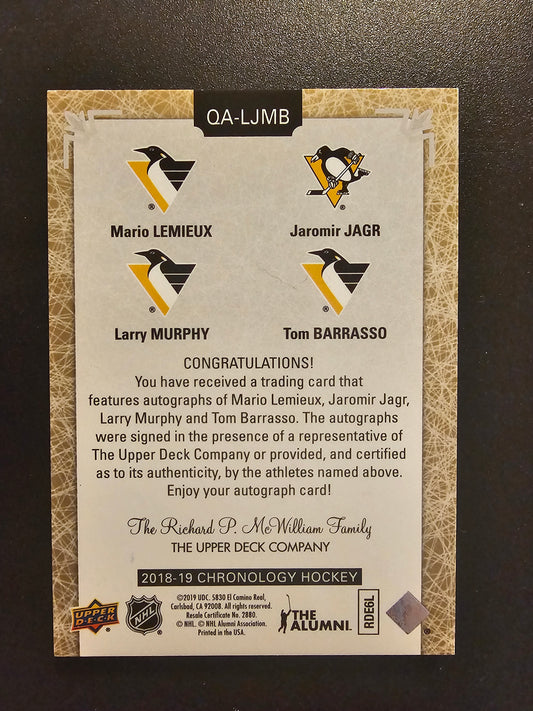 QA-LJMB
Mario LEMIEUX
Jaromir JAGR
Larry MURPHY
Tom BARRASSO
CONGRATULATIONS!
You have received a trading card that
features autographs of Mario Lemieux, Jaromir Jagr,
Larry Murphy and Tom Barrasso. The autographs
were signed in the presence of a representative of
The Upper Deck Company or provided, and certified
as to its authenticity, by the athletes named above.
Enjoy your autograph card!
The Richard P. McWilliam Family
THE UPPER DECK COMPANY
2018-19 CHRONOLOGY HOCKEY
UPPER
DECK
NHL
©2019 UDC. 5830 El Camino Real,
Carlsbad, CA 92008. All rights reserved.
Resale Certificate No. 2880.
© NHL. © NHL Alumni Association.
Printed in the USA.
THE
ALUMNI.
RDE6L